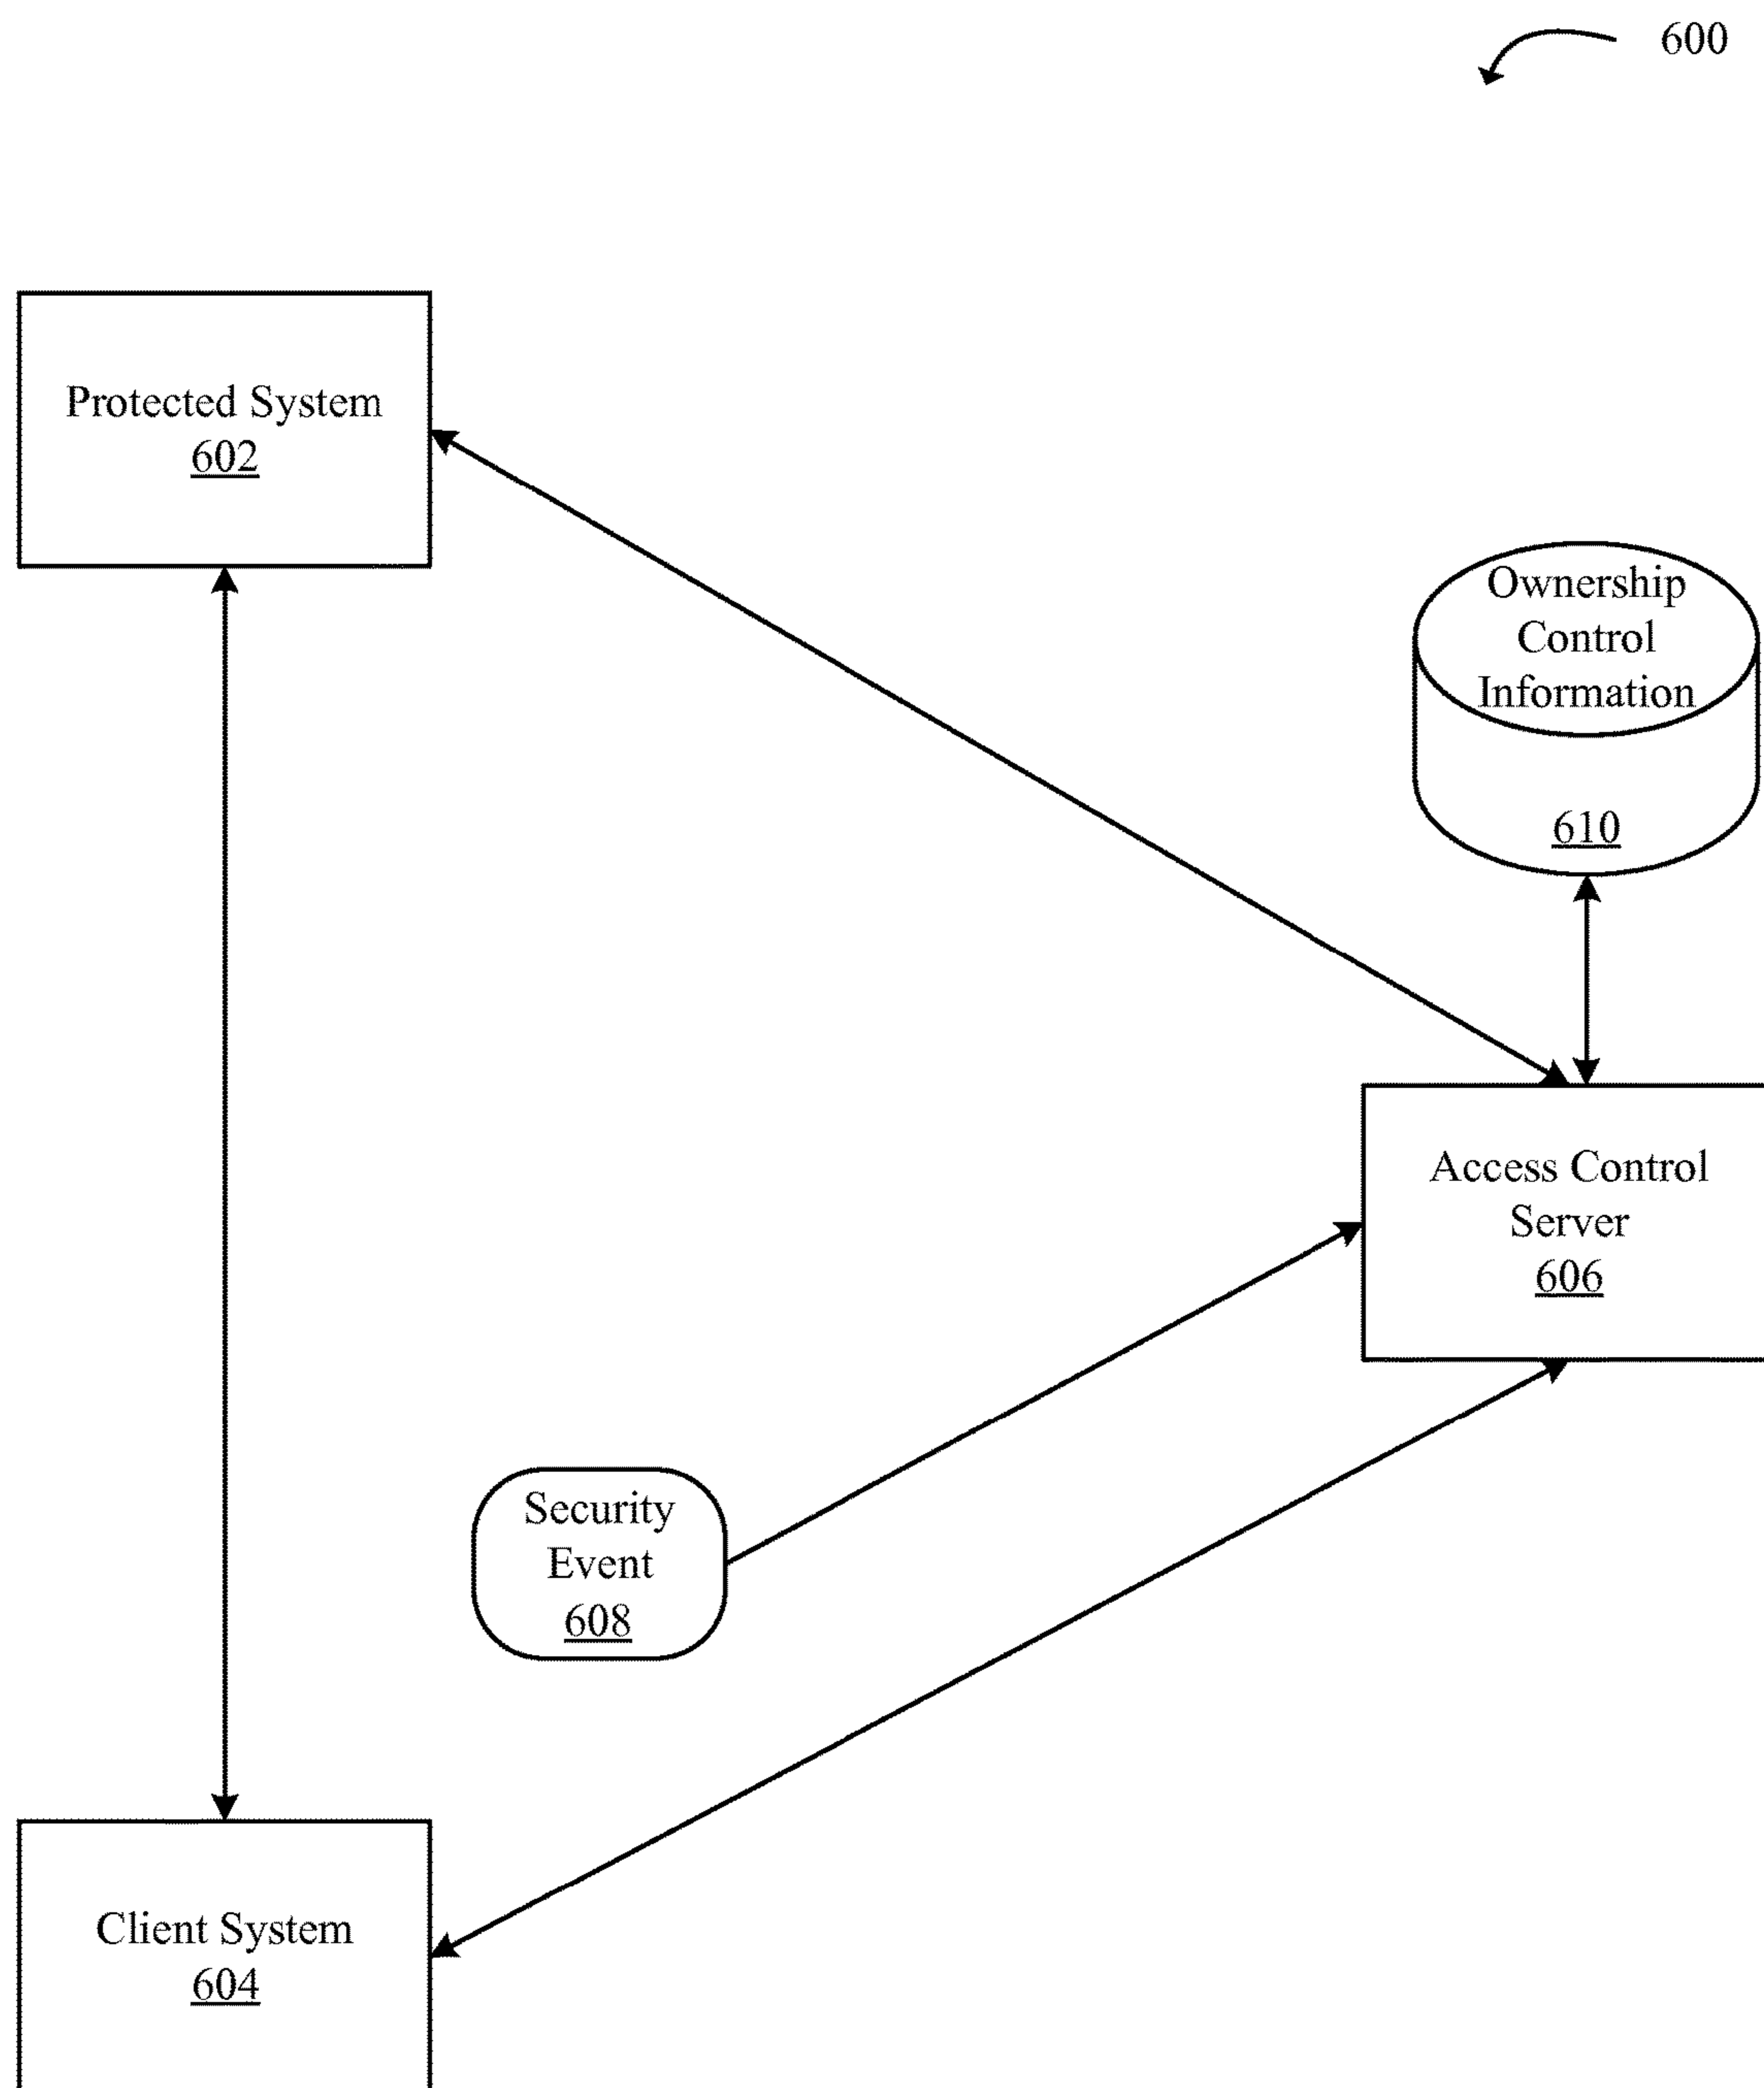 600
Protected System
602
Ownership
Control
Information
610
Access Control
Server
606
Security
Event
608
Client System
604